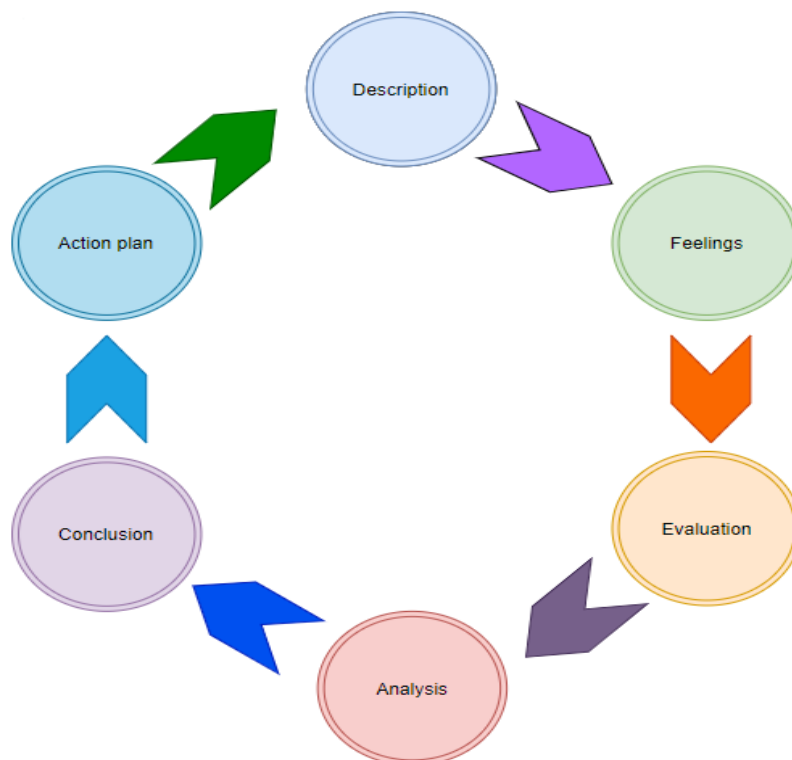 Description
Feelings
Evaluation
Analysis
Conclusion
Action plan